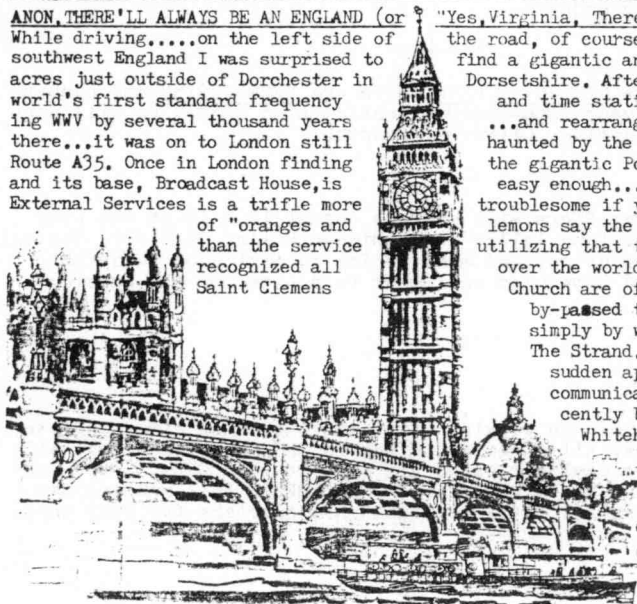 ANON,THERE'LL ALWAYS BE AN ENGLAND (or "Yes,Virginia, There
While driving.....on the left side of the road, of course
southwest England I was surprised to find a gigantic an
acres just outside of Dorchester in Dorsetshire. Afte
world's first standard frequency and time stati
ing WWV by several thousand years ...and rearrang
there...it was on to London still haunted by the
Route A35. Once in London finding the gigantic Po
and its base, Broadcast House,is easy enough...
External Services is a trifle more troublesome if y
of "oranges and lemons say the
than the service utilizing that
recognized all over the world
Saint Clemens Church are of
by-passed t
simply by w
The Strand.
sudden ap
communica
cently b
Whiteh